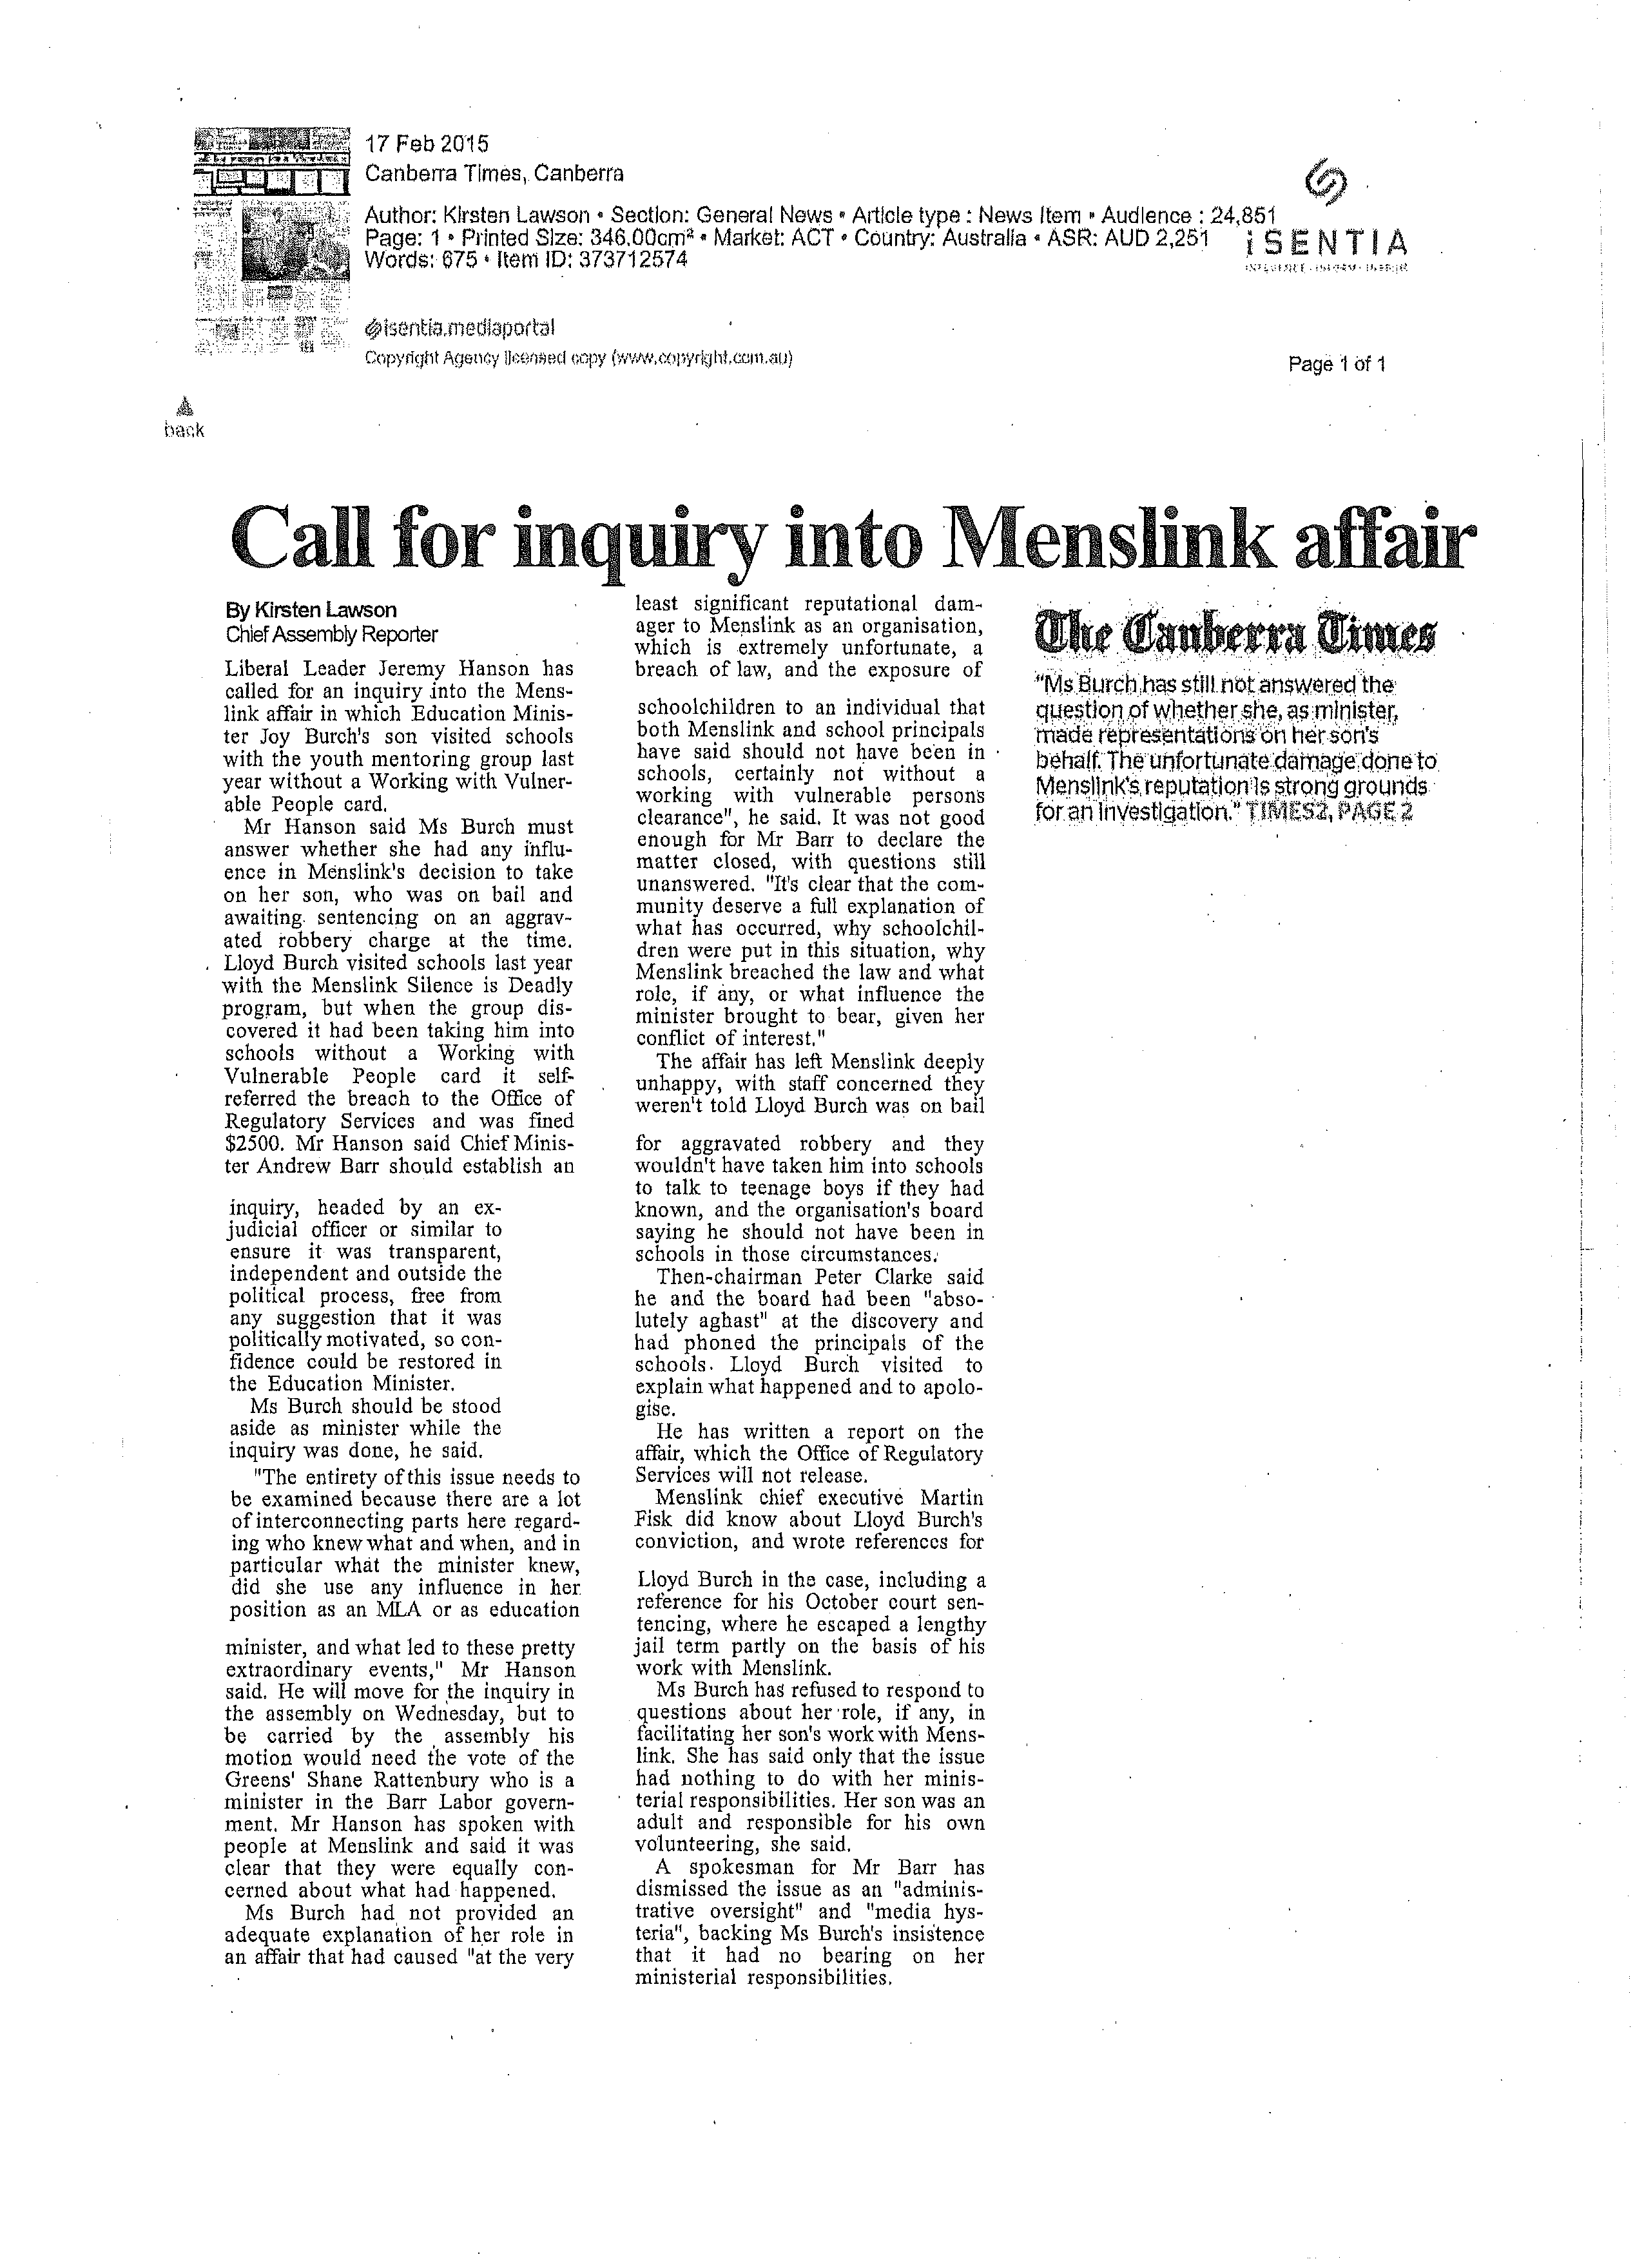 17 Feb 2015
Canberra Times, Canberra
Author: Kirsten Lawson • Section: General News • Article type : News Item • Audience : 24,851
Page: 1 • Printed Size: 346.00cm² • Market: ACT • Country: Australia • ASR: AUD 2,251
Words: 675 • Item ID: 373712574
iSENTIA
@isentia.mediaportal
Copyright Agency licensed copy (www.copyright.com.au)
Page 1 of 1
back
Call for inquiry into Menslink affair
By Kirsten Lawson
Chief Assembly Reporter
Liberal Leader Jeremy Hanson has
called for an inquiry into the Mens-
link affair in which Education Minis-
ter Joy Burch's son visited schools
with the youth mentoring group last
year without a Working with Vulner-
able People card.
Mr Hanson said Ms Burch must
answer whether she had any influ-
ence in Menslink's decision to take
on her son, who was on bail and
awaiting sentencing on an aggrav-
ated robbery charge at the time.
Lloyd Burch visited schools last year
with the Menslink Silence is Deadly
program, but when the group dis-
covered it had been taking him into
schools without a Working with
Vulnerable People card it self-
referred the breach to the Office of
Regulatory Services and was fined
$2500. Mr Hanson said Chief Minis-
ter Andrew Barr should establish an
inquiry, headed by an ex-
judicial officer or similar to
ensure it was transparent,
independent and outside the
political process, free from
any suggestion that it was
politically motivated, so con-
fidence could be restored in
the Education Minister.
Ms Burch should be stood
aside as minister while the
inquiry was done, he said.
"The entirety of this issue needs to
be examined because there are a lot
of interconnecting parts here regard-
ing who knew what and when, and in
particular what the minister knew,
did she use any influence in her
position as an MLA or as education
minister, and what led to these pretty
extraordinary events," Mr Hanson
said. He will move for the inquiry in
the assembly on Wednesday, but to
be carried by the assembly his
motion would need the vote of the
Greens' Shane Rattenbury who is a
minister in the Barr Labor govern-
ment. Mr Hanson has spoken with
people at Menslink and said it was
clear that they were equally con-
cerned about what had happened.
Ms Burch had not provided an
adequate explanation of her role in
an affair that had caused "at the very
least significant reputational dam-
ager to Menslink as an organisation,
which is extremely unfortunate, a
breach of law, and the exposure of
schoolchildren to an individual that
both Menslink and school principals
have said should not have been in
schools, certainly not without a
working with vulnerable persons
clearance", he said. It was not good
enough for Mr Barr to declare the
matter closed, with questions still
unanswered. "It's clear that the com-
munity deserve a full explanation of
what has occurred, why schoolchil-
dren were put in this situation, why
Menslink breached the law and what
role, if any, or what influence the
minister brought to bear, given her
conflict of interest."
The affair has left Menslink deeply
unhappy, with staff concerned they
weren't told Lloyd Burch was on bail
for aggravated robbery and they
wouldn't have taken him into schools
to talk to teenage boys if they had
known, and the organisation's board
saying he should not have been in
schools in those circumstances.
Then-chairman Peter Clarke said
he and the board had been "abso-
lutely aghast" at the discovery and
had phoned the principals of the
schools. Lloyd Burch visited to
explain what happened and to apolo-
gise.
He has written a report on the
affair, which the Office of Regulatory
Services will not release.
Menslink chief executive Martin
Fisk did know about Lloyd Burch's
conviction, and wrote references for
Lloyd Burch in the case, including a
reference for his October court sen-
tencing, where he escaped a lengthy
jail term partly on the basis of his
work with Menslink.
Ms Burch has refused to respond to
questions about her role, if any, in
facilitating her son's work with Mens-
link. She has said only that the issue
had nothing to do with her minis-
terial responsibilities. Her son was an
adult and responsible for his own
volunteering, she said.
A spokesman for Mr Barr has
dismissed the issue as an "adminis-
trative oversight" and "media hys-
teria", backing Ms Burch's insistence
that it had no bearing on her
ministerial responsibilities.
The Canberra Times
"Ms Burch has still not answered the
question of whether she, as minister,
made representations on her son's
behalf. The unfortunate damage done to
Menslink's reputation is strong grounds
for an investigation." TIMES2, PAGE 2